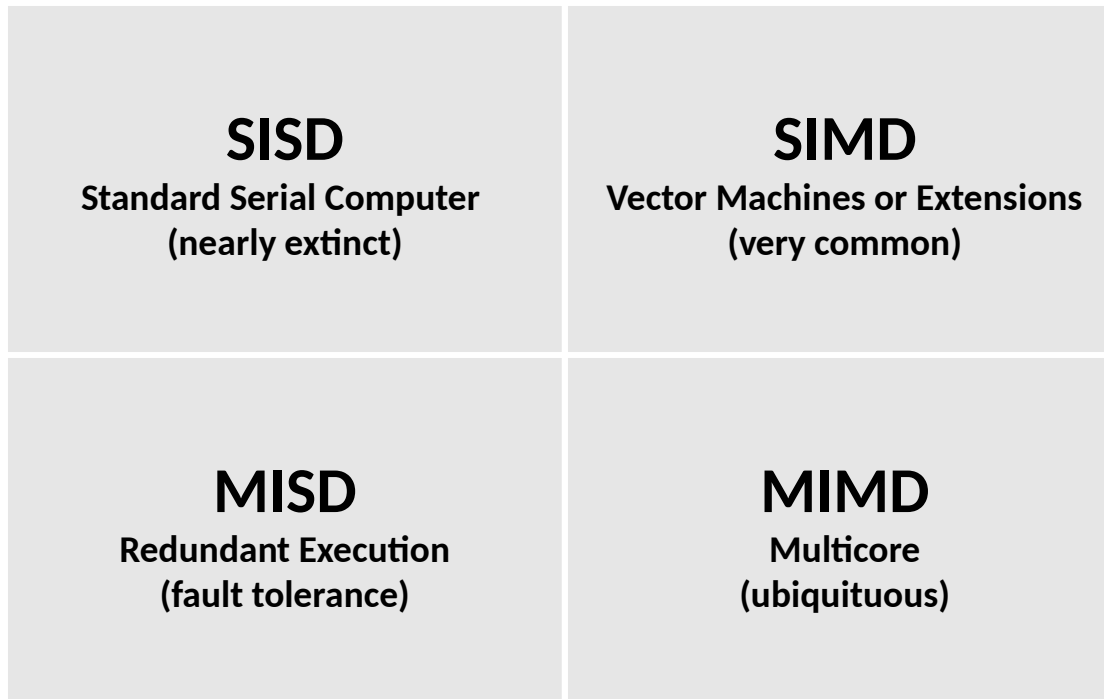 SISD
Standard Serial Computer
(nearly extinct)
SIMD
Vector Machines or Extensions
(very common)
MISD
Redundant Execution
(fault tolerance)
MIMD
Multicore
(ubiquituous)